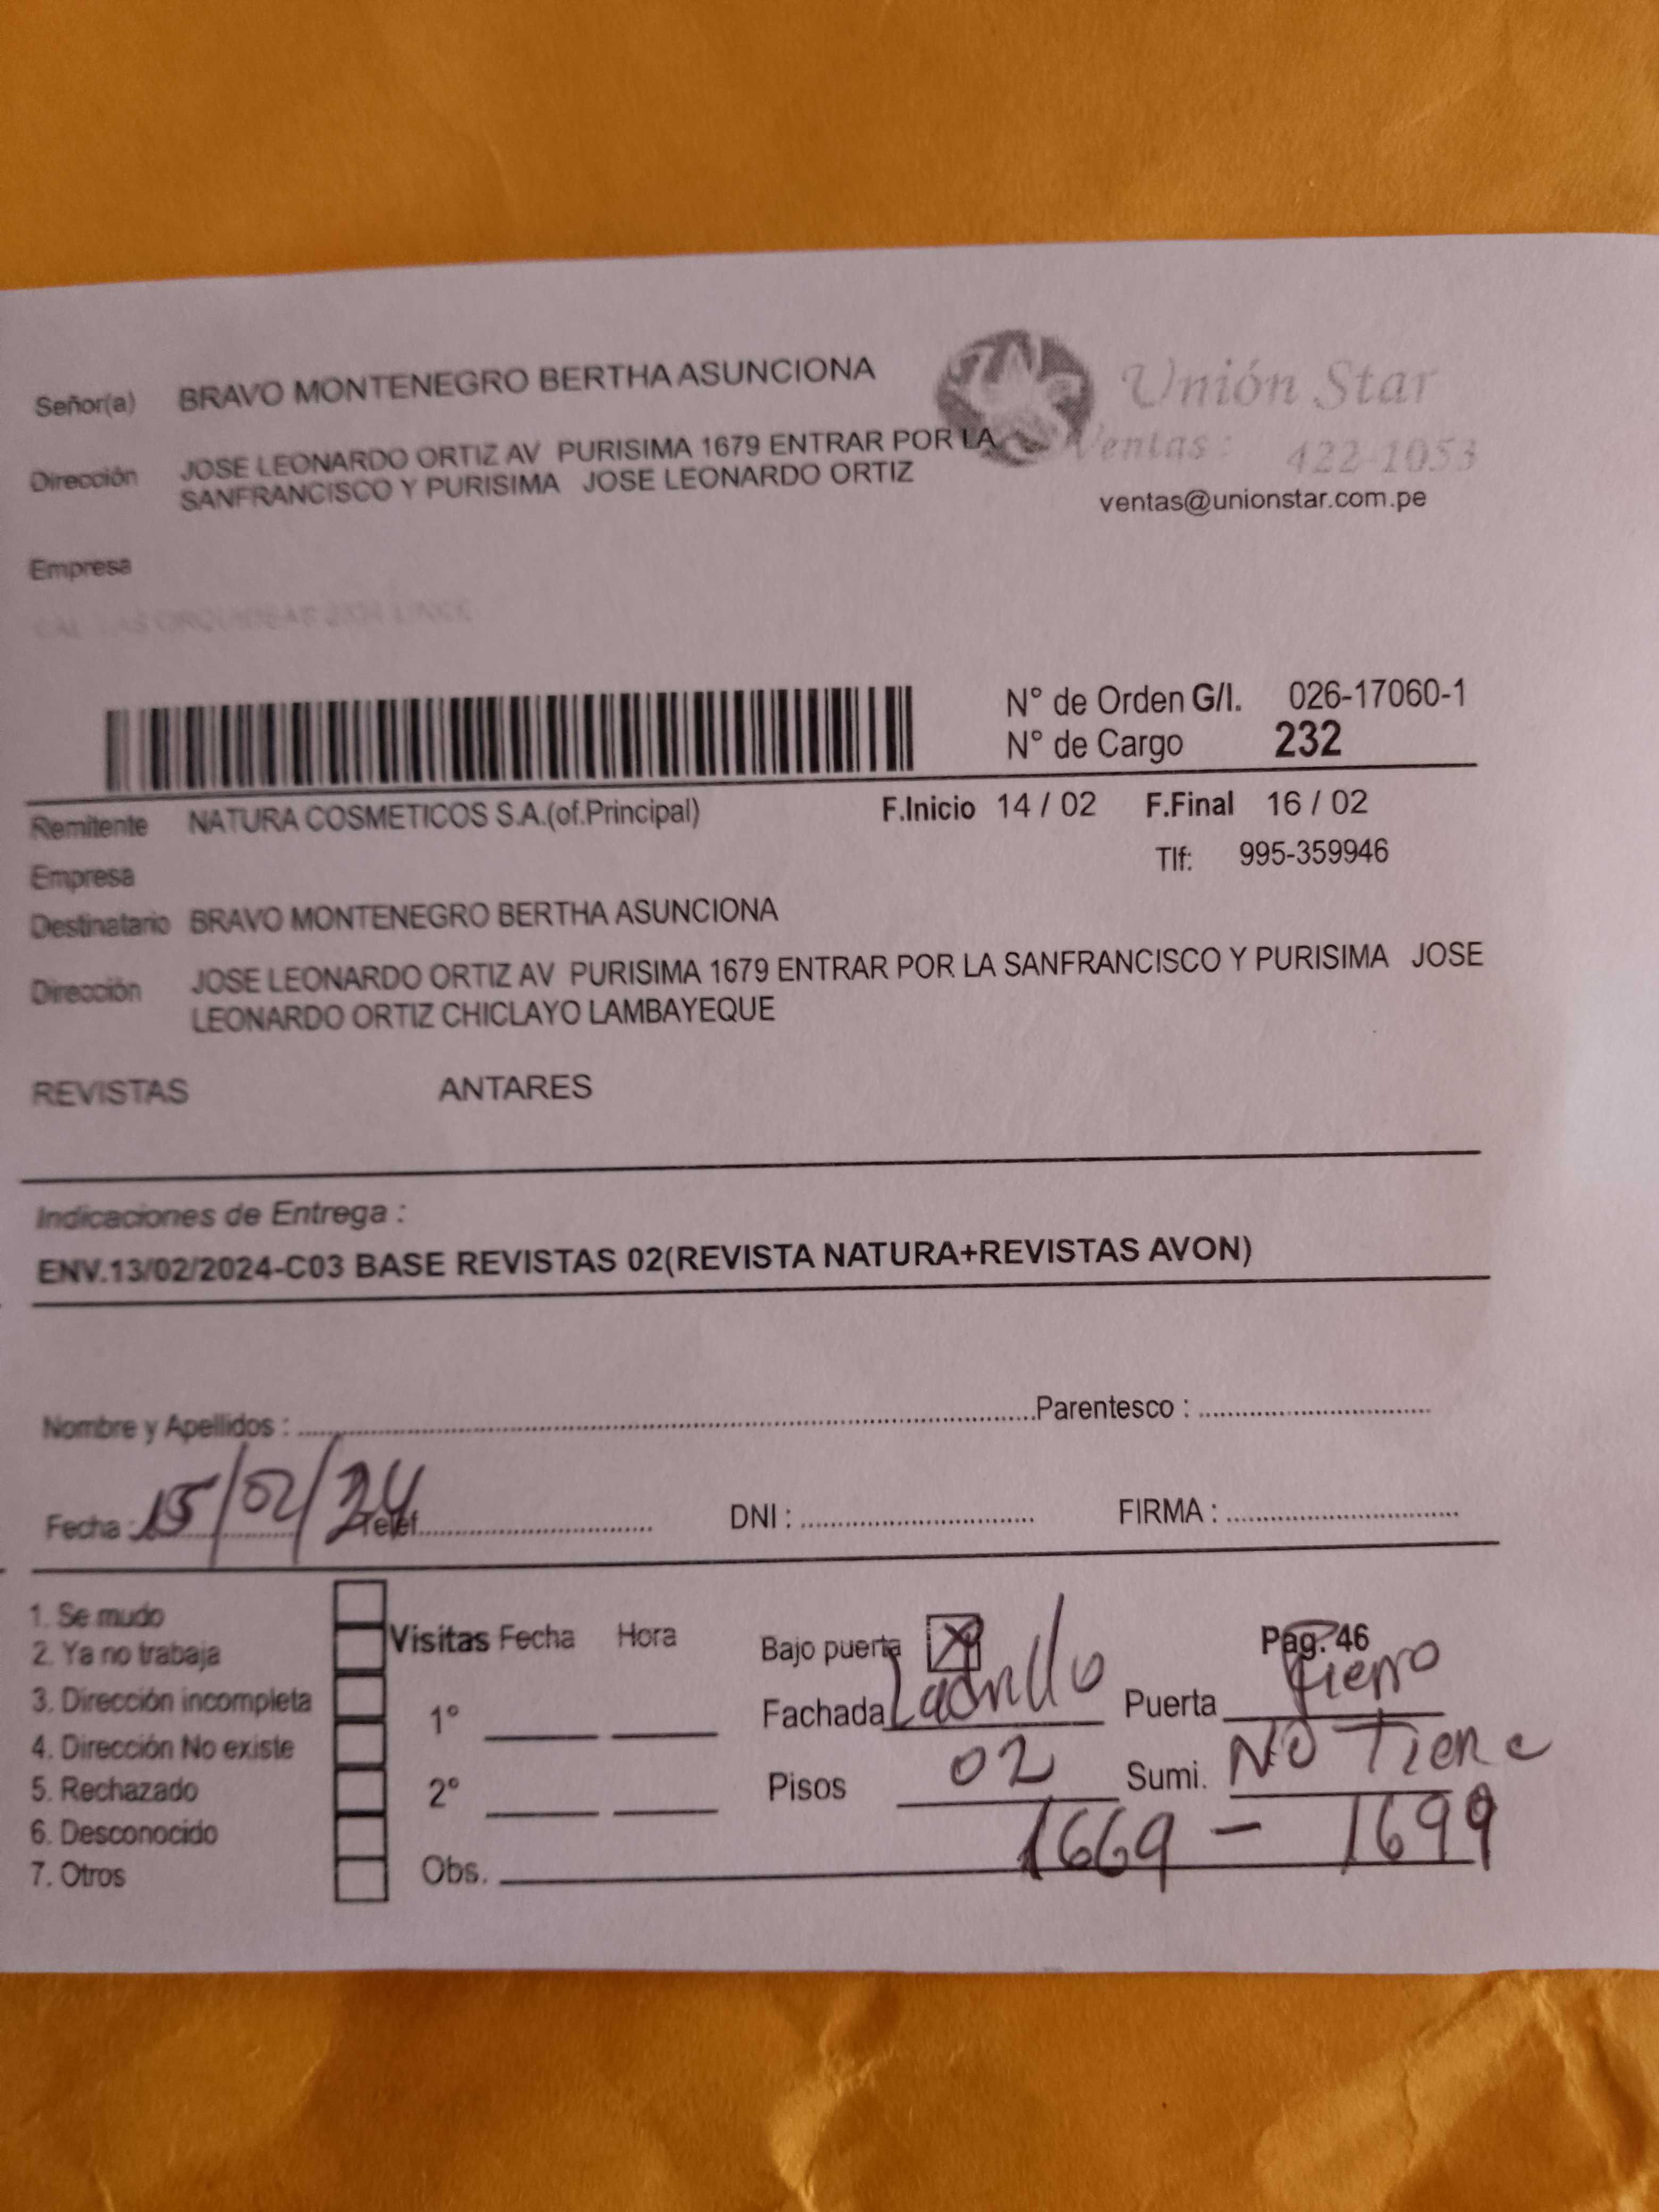 Señor(a) BRAVO MONTENEGRO BERTHA ASUNCIONA
Unión Star
Dirección JOSE LEONARDO ORTIZ AV PURISIMA 1679 ENTRAR POR LA
SANFRANCISCO Y PURISIMA JOSE LEONARDO ORTIZ
Ventas: 422-1053
ventas@unionstar.com.pe
Empresa
N° de Orden G/I. 026-17060-1
N° de Cargo 232
Remitente NATURA COSMETICOS S.A.(of.Principal) F.Inicio 14 / 02 F.Final 16 / 02
Empresa Tlf: 995-359946
Destinatario BRAVO MONTENEGRO BERTHA ASUNCIONA
Dirección JOSE LEONARDO ORTIZ AV PURISIMA 1679 ENTRAR POR LA SANFRANCISCO Y PURISIMA JOSE
LEONARDO ORTIZ CHICLAYO LAMBAYEQUE
REVISTAS ANTARES
Indicaciones de Entrega :
ENV.13/02/2024-C03 BASE REVISTAS 02(REVISTA NATURA+REVISTAS AVON)
Nombre y Apellidos : Parentesco :
Fecha : 15/02/24 Telef. DNI : FIRMA :
1. Se mudo
2. Ya no trabaja
3. Dirección incompleta
4. Dirección No existe
5. Rechazado
6. Desconocido
7. Otros
Visitas Fecha Hora
1°
2°
Obs. 1669 - 1699
Bajo puerta X Pag. 46
Fachada Ladrillo Puerta fierro
Pisos 02 Sumi. NO Tiene